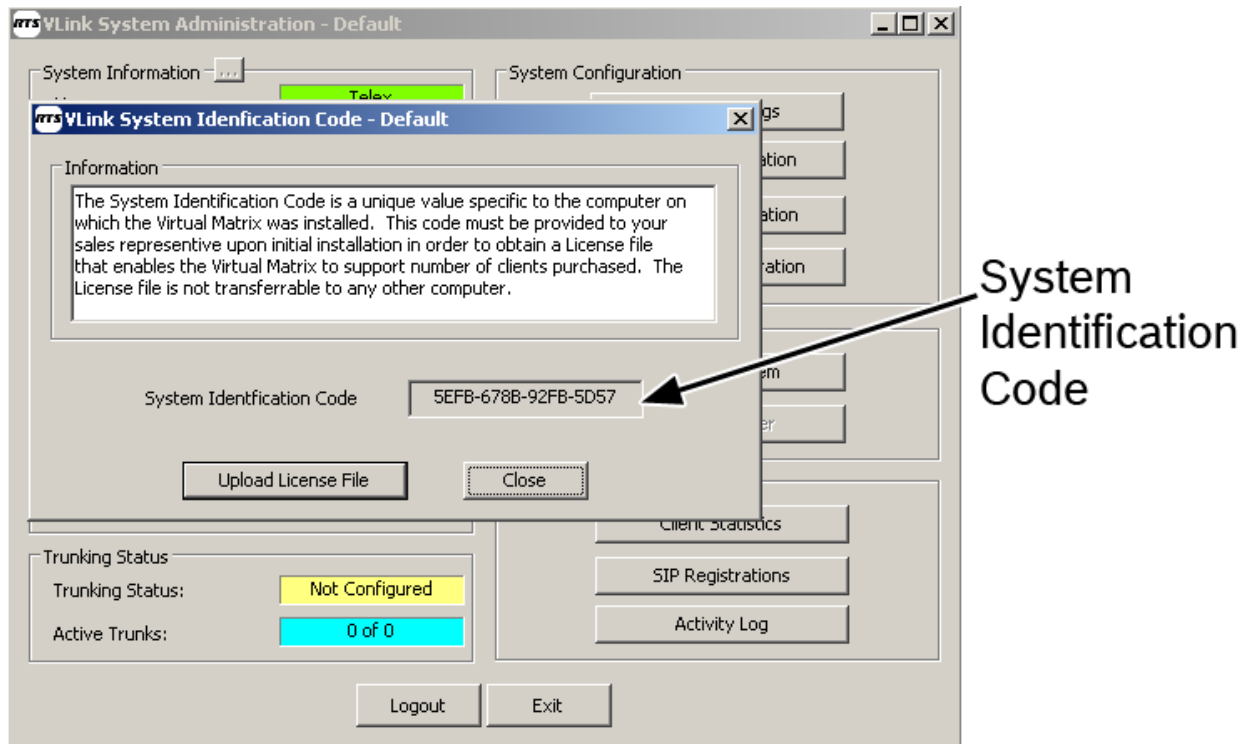 RTS VLink System Administration - Default
System Information ...
System Configuration
Telex
RTS VLink System Idenfication Code - Default
Information
The System Identification Code is a unique value specific to the computer on
which the Virtual Matrix was installed. This code must be provided to your
sales representive upon initial installation in order to obtain a License file
that enables the Virtual Matrix to support number of clients purchased. The
License file is not transferrable to any other computer.
System Identfication Code
5EFB-678B-92FB-5D57
Upload License File
Close
System
Identification
Code
Client Statistics
Trunking Status
Trunking Status:
Not Configured
SIP Registrations
Active Trunks:
0 of 0
Activity Log
Logout
Exit